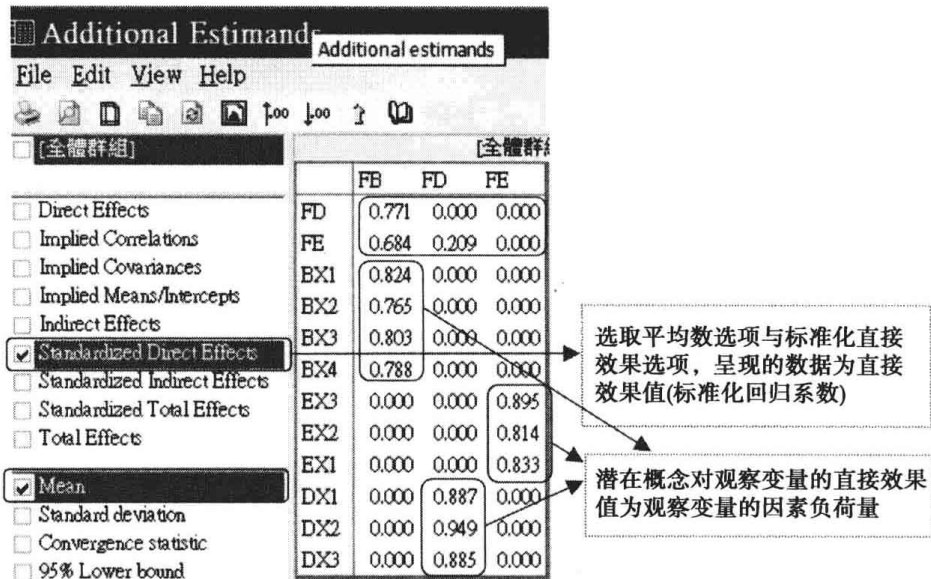 Additional Estimands
Additional estimands
File Edit View Help
[全體群組]
[全體群
FB FD FE
FD 0.771 0.000 0.000
FE 0.684 0.209 0.000
BX1 0.824 0.000 0.000
BX2 0.765 0.000 0.000
BX3 0.803 0.000 0.000
BX4 0.788 0.000 0.000
EX3 0.000 0.000 0.895
EX2 0.000 0.000 0.814
EX1 0.000 0.000 0.833
DX1 0.000 0.887 0.000
DX2 0.000 0.949 0.000
DX3 0.000 0.885 0.000
Direct Effects
Implied Correlations
Implied Covariances
Implied Means/Intercepts
Indirect Effects
Standardized Direct Effects
Standardized Indirect Effects
Standardized Total Effects
Total Effects
Mean
Standard deviation
Convergence statistic
95% Lower bound
选取平均数选项与标准化直接
效果选项，呈现的数据为直接
效果值(标准化回归系数)
潜在概念对观察变量的直接效果
值为观察变量的因素负荷量